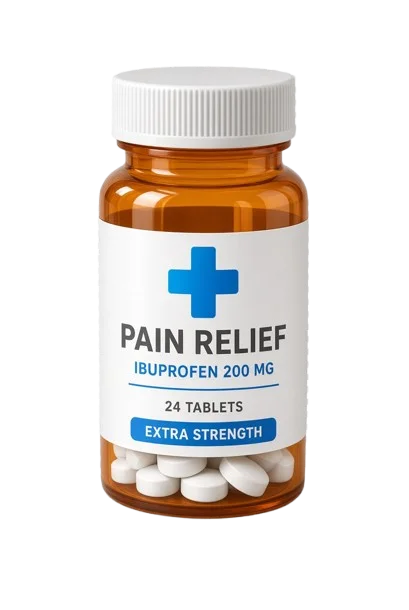 PAIN RELIEF
IBUPROFEN 200 MG
24 TABLETS
EXTRA STRENGTH